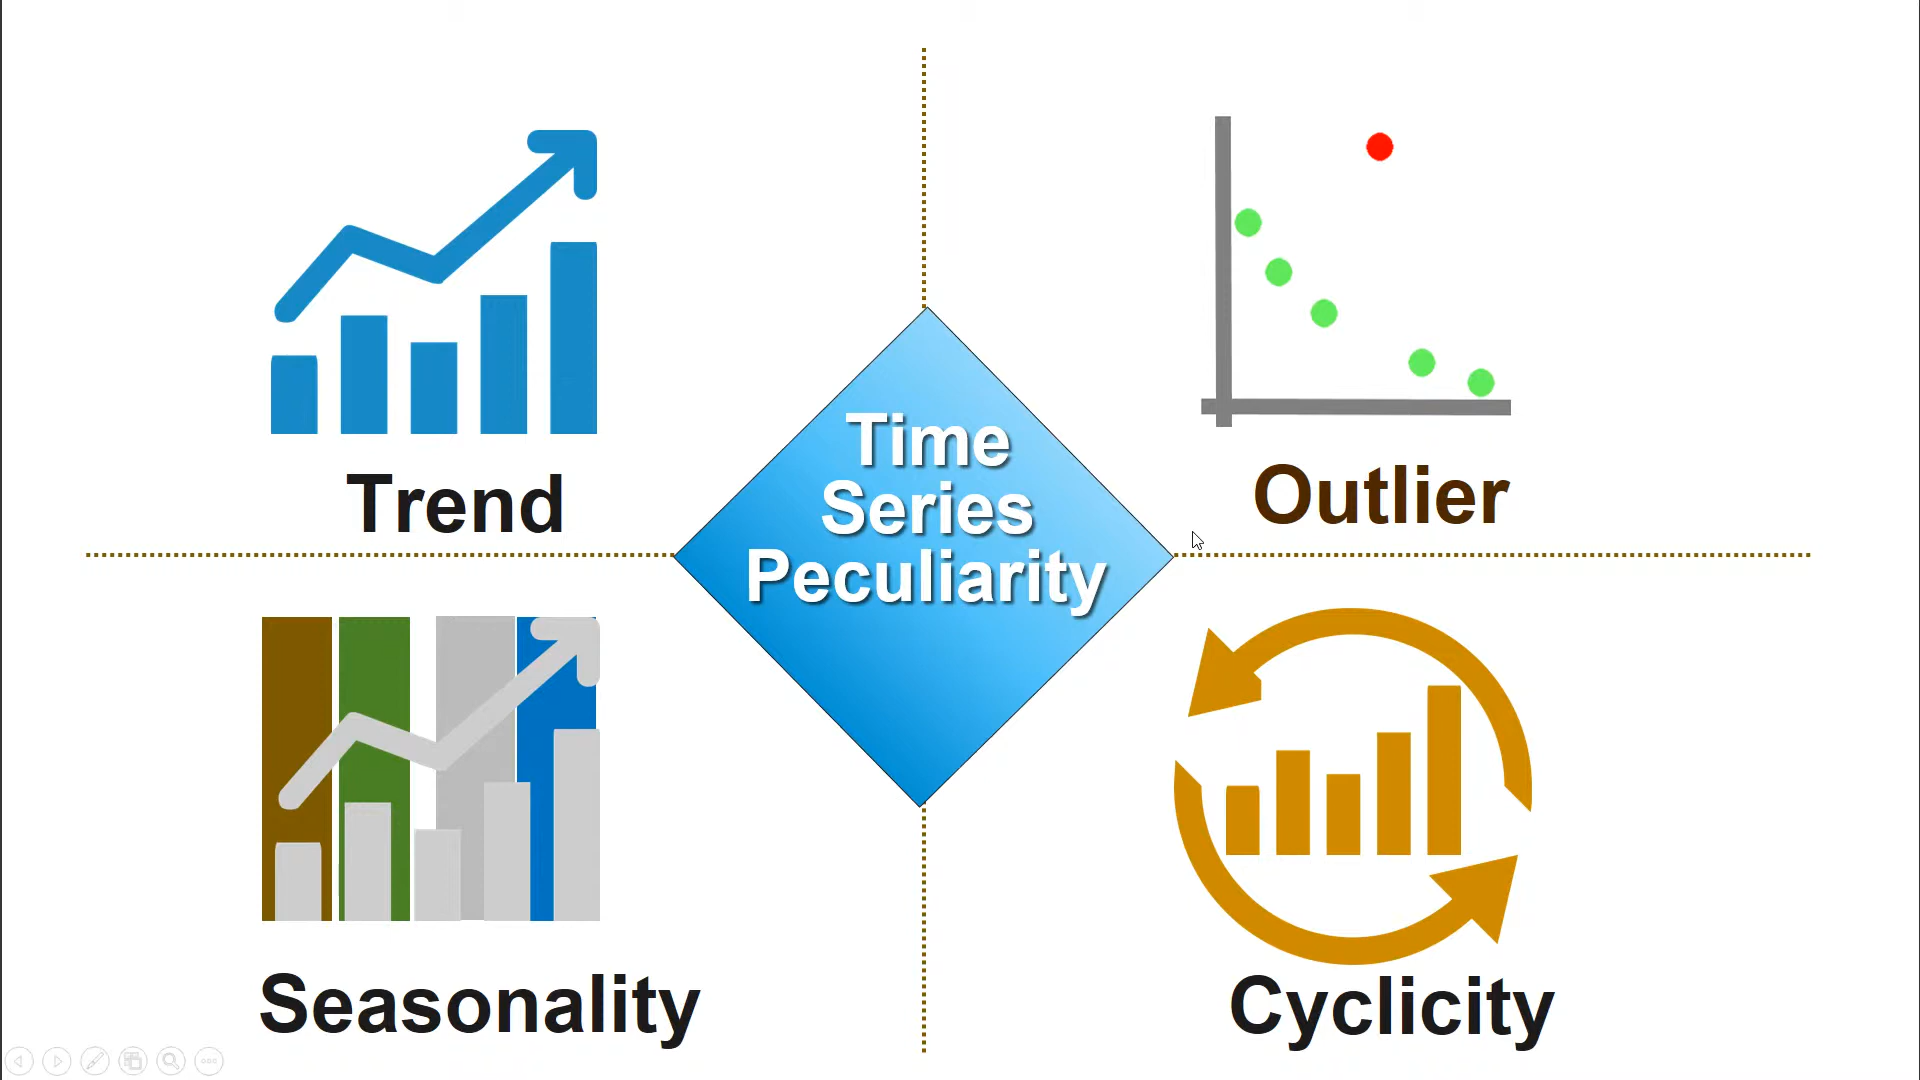 Trend
Outlier
Time
Series
Peculiarity
Seasonality
Cyclicity